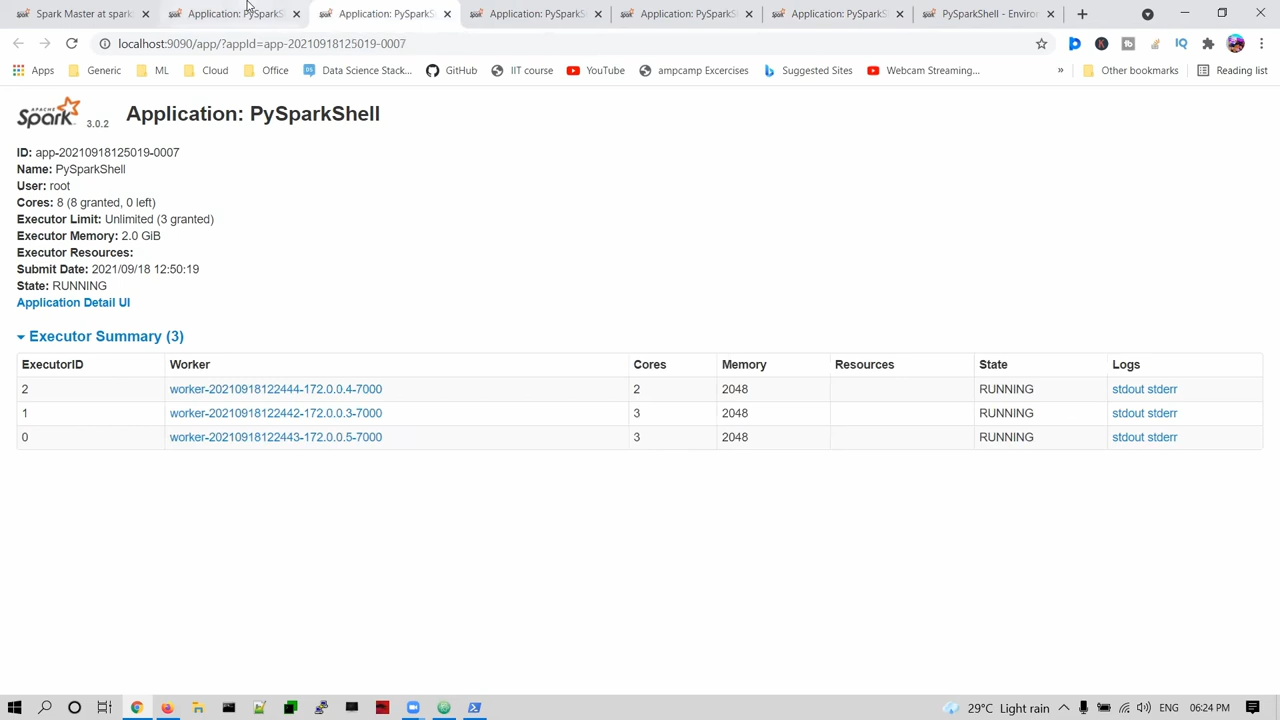 Spark Master at spark
Application: PySparkS
Application: PySparkS
Application: PySparkS
Application: PySparkS
Application: PySparkS
PySparkShell - Environ
localhost:9090/app/?appId=app-20210918125019-0007
Apps
Generic
ML
Cloud
Office
Data Science Stack...
GitHub
IIT course
YouTube
ampcamp Excercises
Suggested Sites
Webcam Streaming...
»
Other bookmarks
Reading list
APACHE
Spark
3.0.2
Application: PySparkShell
ID: app-20210918125019-0007
Name: PySparkShell
User: root
Cores: 8 (8 granted, 0 left)
Executor Limit: Unlimited (3 granted)
Executor Memory: 2.0 GiB
Executor Resources:
Submit Date: 2021/09/18 12:50:19
State: RUNNING
Application Detail UI
Executor Summary (3)
ExecutorID Worker Cores Memory Resources State Logs
2 worker-20210918122444-172.0.0.4-7000 2 2048 RUNNING stdout stderr
1 worker-20210918122442-172.0.0.3-7000 3 2048 RUNNING stdout stderr
0 worker-20210918122443-172.0.0.5-7000 3 2048 RUNNING stdout stderr
29°C Light rain ENG 06:24 PM